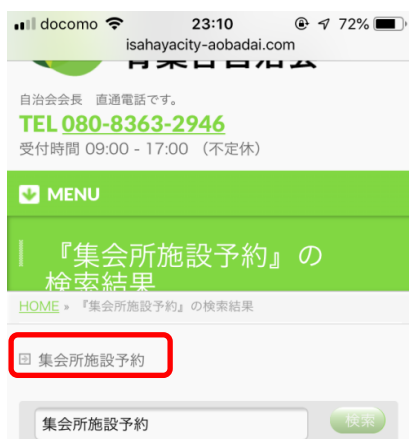 docomo 23:10 72%
isahayacity-aobadai.com
自治会会長 直通電話です。
TEL 080-8363-2946
受付時間 09:00 - 17:00 （不定休）
MENU
『集会所施設予約』の
検索結果
HOME » 『集会所施設予約』の検索結果
集会所施設予約
集会所施設予約 検索